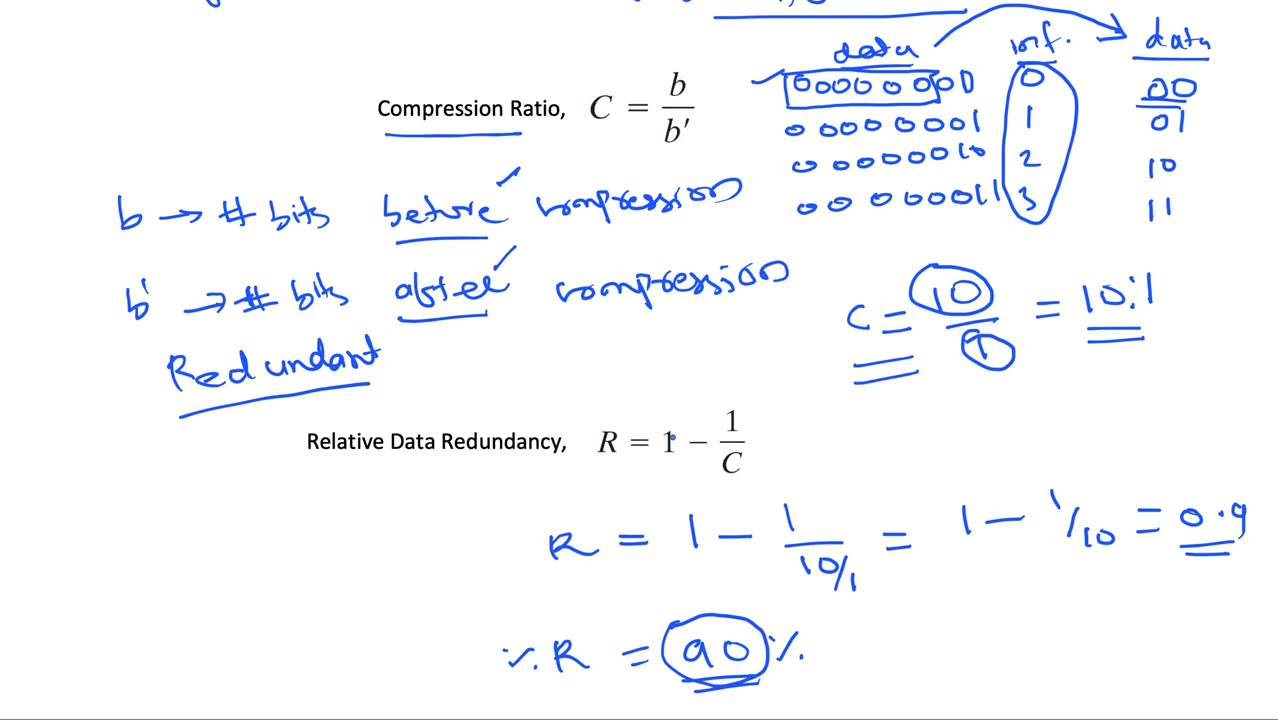 data inf. data
00000000 0 00
Compression Ratio, C = b / b'
00000001 1 01
00000010 2 10
00000011 3 11
b → # bits before compression
b' → # bits after compression
C = 10 / 1 = 10:1
Redundant
Relative Data Redundancy, R = 1 - 1 / C
R = 1 - 1 / 10/1 = 1 - 1/10 = 0.9
% R = 90 %